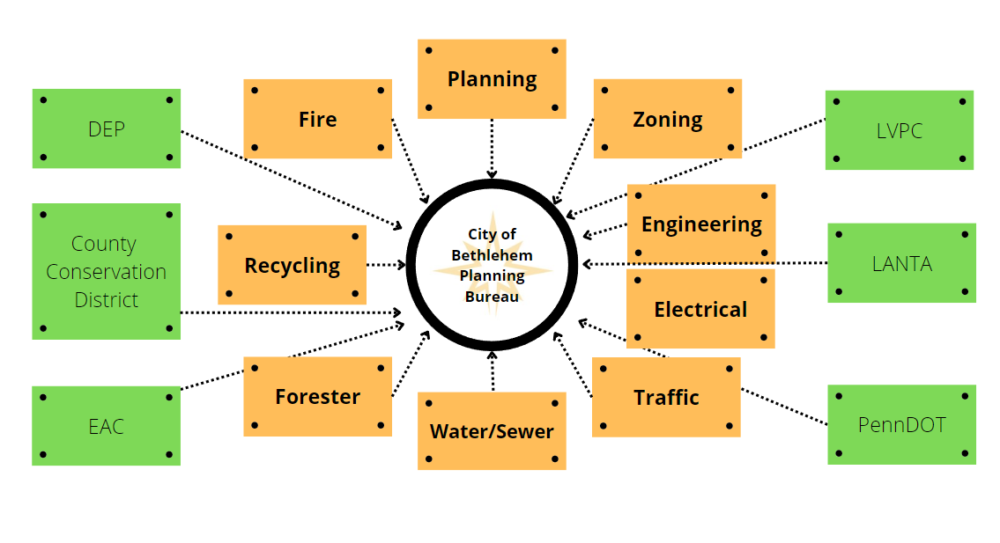 Planning
Fire
Zoning
DEP
LVPC
County
Conservation
District
Recycling
City of
Bethlehem
Planning
Bureau
Engineering
LANTA
Electrical
EAC
Forester
Water/Sewer
Traffic
PennDOT